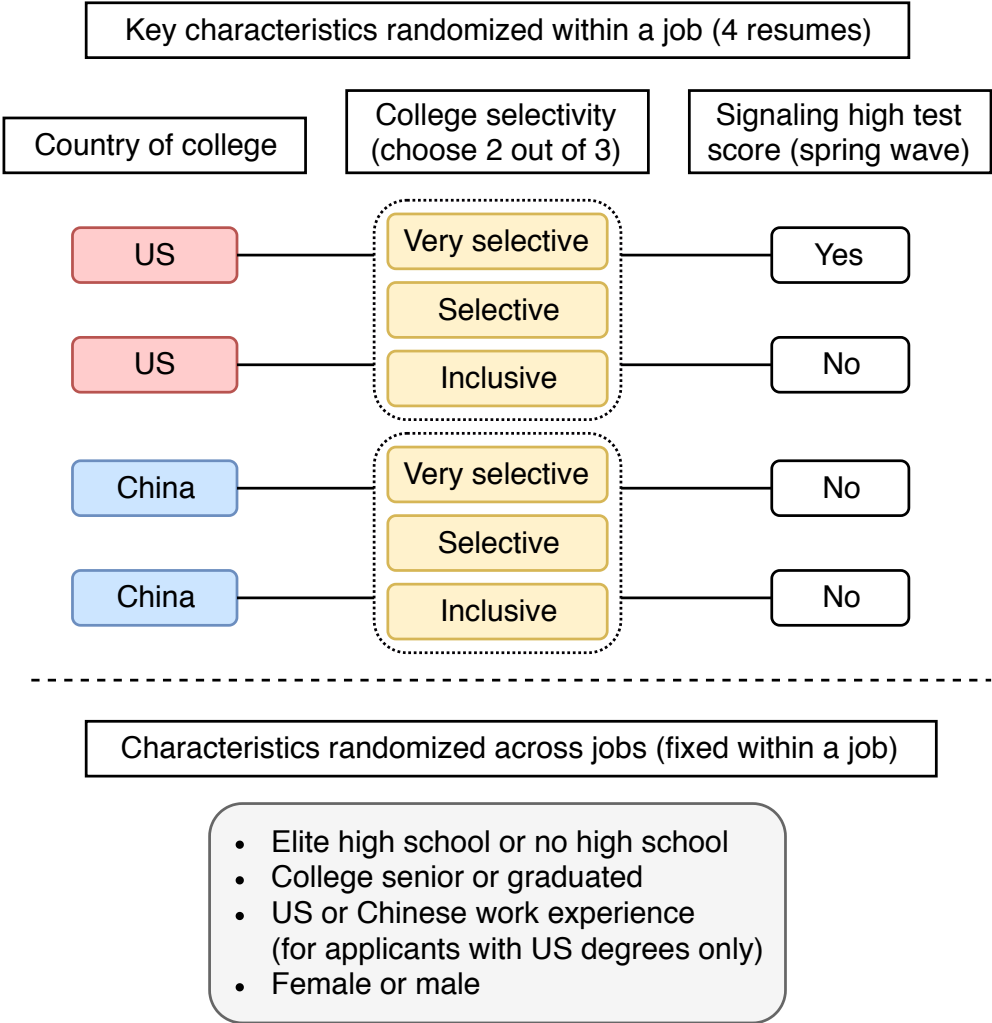 Key characteristics randomized within a job (4 resumes)
Country of college
College selectivity
(choose 2 out of 3)
Signaling high test
score (spring wave)
US
Very selective
Yes
Selective
US
Inclusive
No
China
Very selective
No
Selective
China
Inclusive
No
Characteristics randomized across jobs (fixed within a job)
• Elite high school or no high school
• College senior or graduated
• US or Chinese work experience
(for applicants with US degrees only)
• Female or male